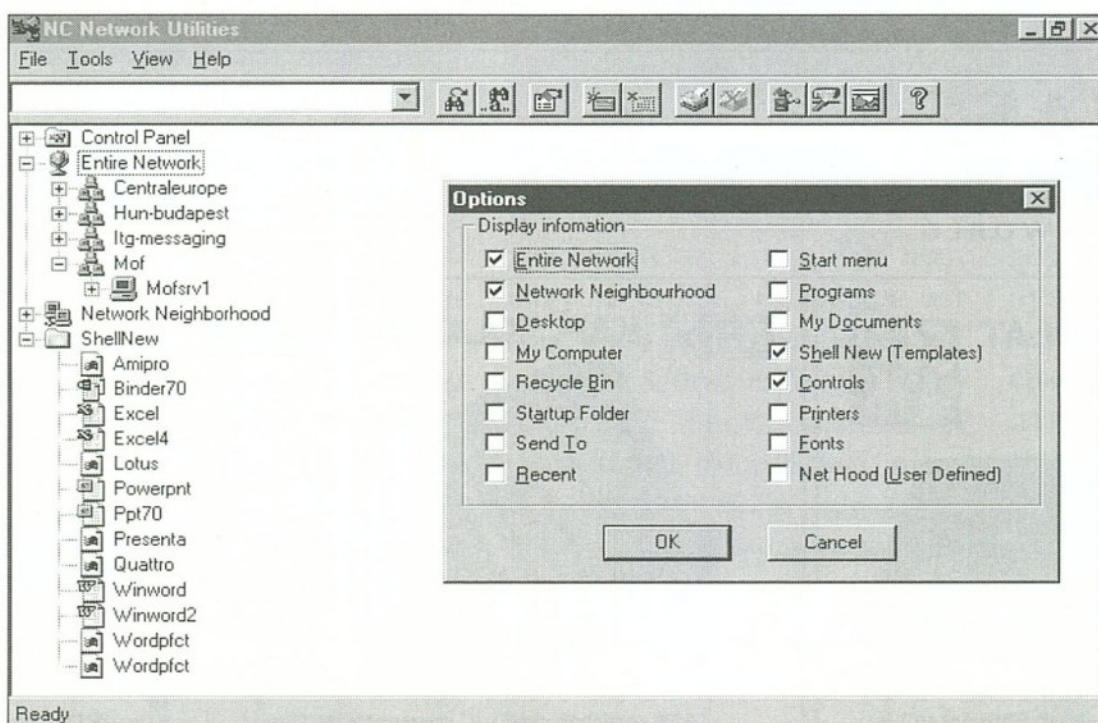 NC Network Utilities
File Tools View Help
Control Panel
Entire Network
Centraleurope
Hun-budapest
Itg-messaging
Mof
Mofsrv1
Network Neighborhood
ShellNew
Amipro
Binder70
Excel
Excel4
Lotus
Powerpnt
Ppt70
Presenta
Quattro
Winword
Winword2
Wordpfct
Wordpfct
Options
Display infomation
Entire Network
Network Neighbourhood
Desktop
My Computer
Recycle Bin
Startup Folder
Send To
Recent
Start menu
Programs
My Documents
Shell New (Templates)
Controls
Printers
Fonts
Net Hood (User Defined)
OK Cancel
Ready